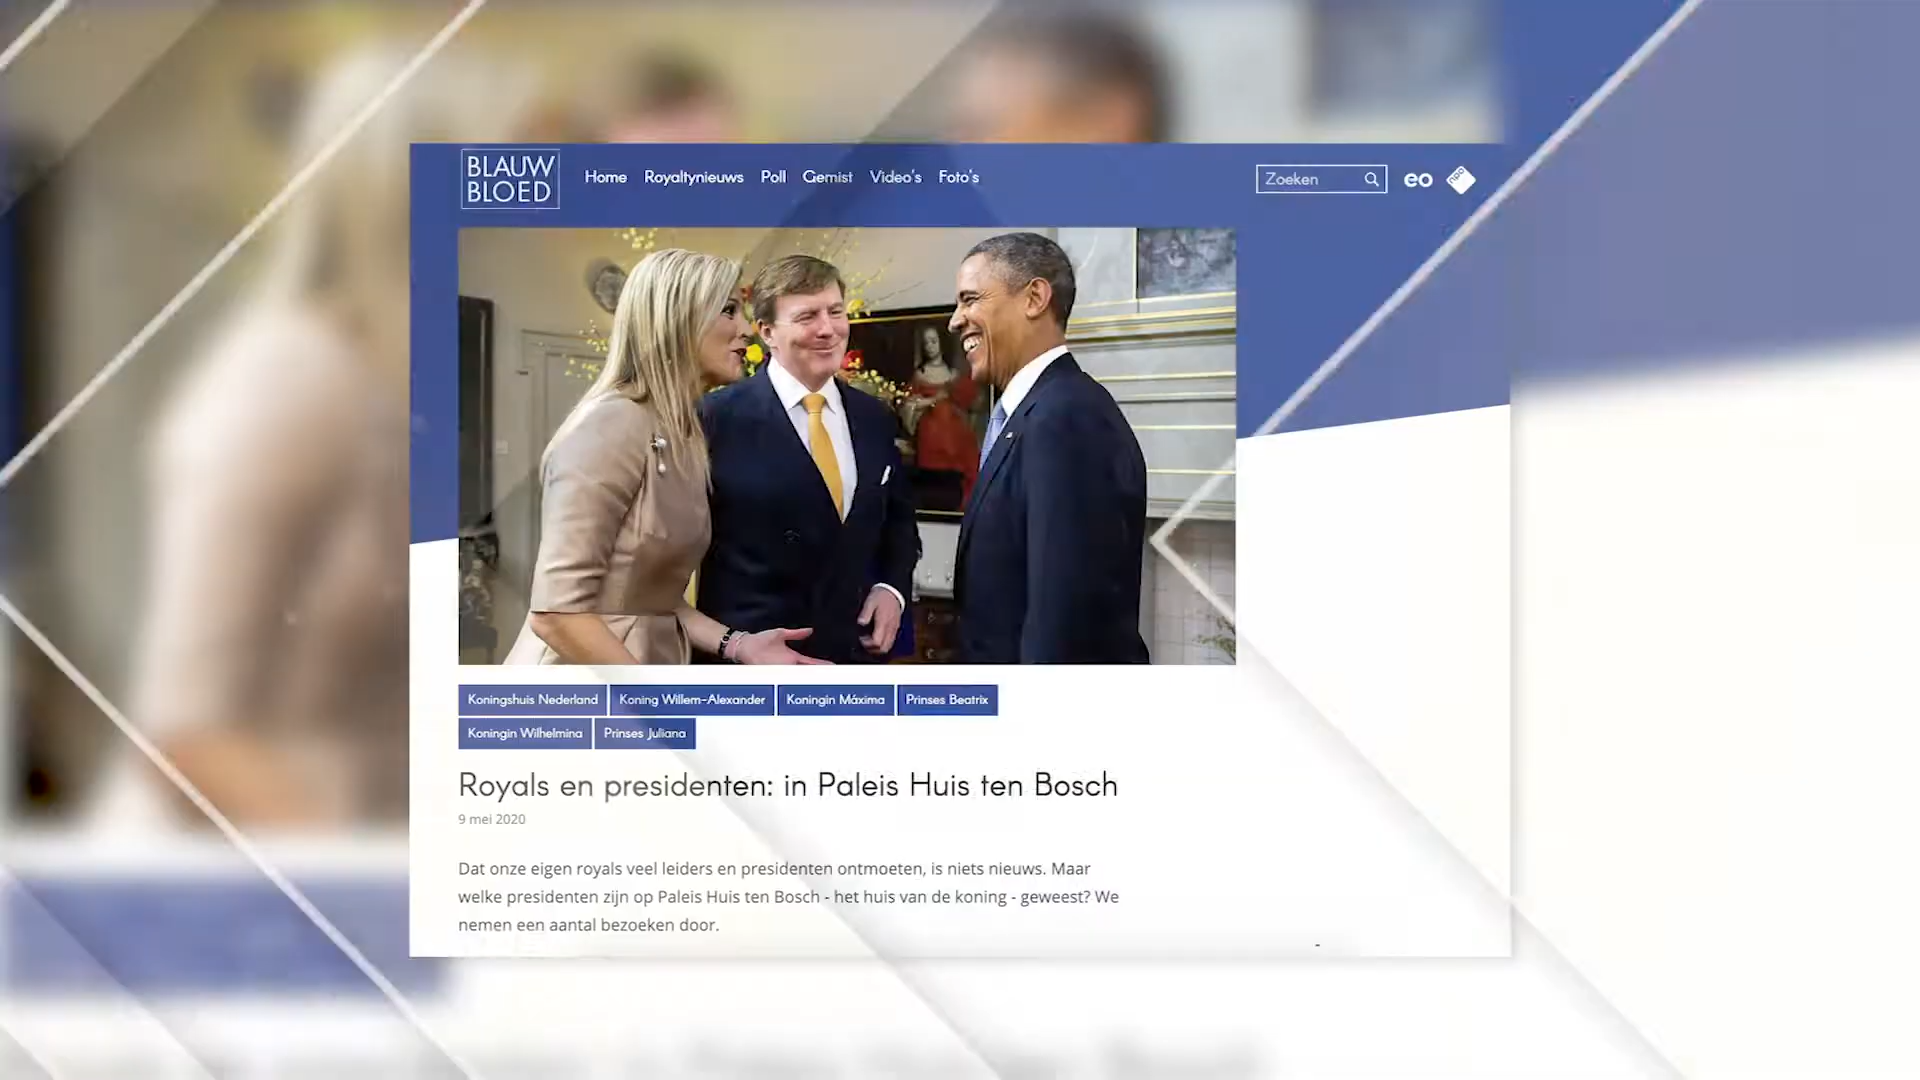 BLAUW
BLOED
Home Royaltynieuws Poll Gemist Video's Foto's
Zoeken
eo
npo
Koningshuis Nederland Koning Willem-Alexander Koningin Máxima Prinses Beatrix
Koningin Wilhelmina Prinses Juliana
Royals en presidenten: in Paleis Huis ten Bosch
9 mei 2020
Dat onze eigen royals veel leiders en presidenten ontmoeten, is niets nieuws. Maar
welke presidenten zijn op Paleis Huis ten Bosch - het huis van de koning - geweest? We
nemen een aantal bezoeken door.